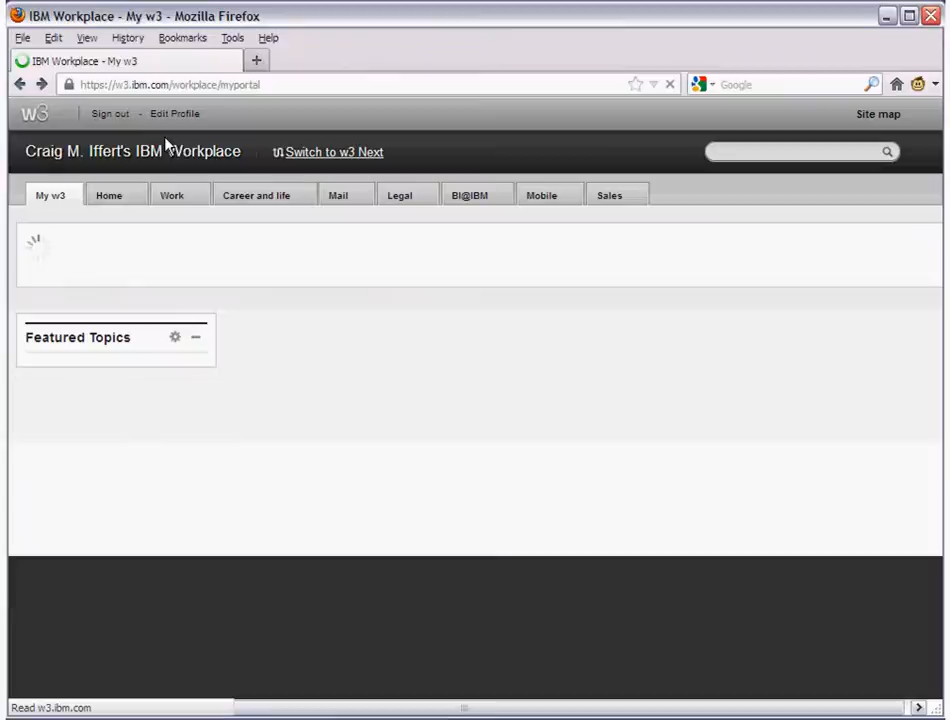 IBM Workplace - My w3 - Mozilla Firefox
File Edit View History Bookmarks Tools Help
IBM Workplace - My w3
https://w3.ibm.com/workplace/myportal
Google
w3
Sign out - Edit Profile
Site map
Craig M. Iffert's IBM Workplace
Switch to w3 Next
My w3 Home Work Career and life Mail Legal BI@IBM Mobile Sales
Featured Topics
Read w3.ibm.com